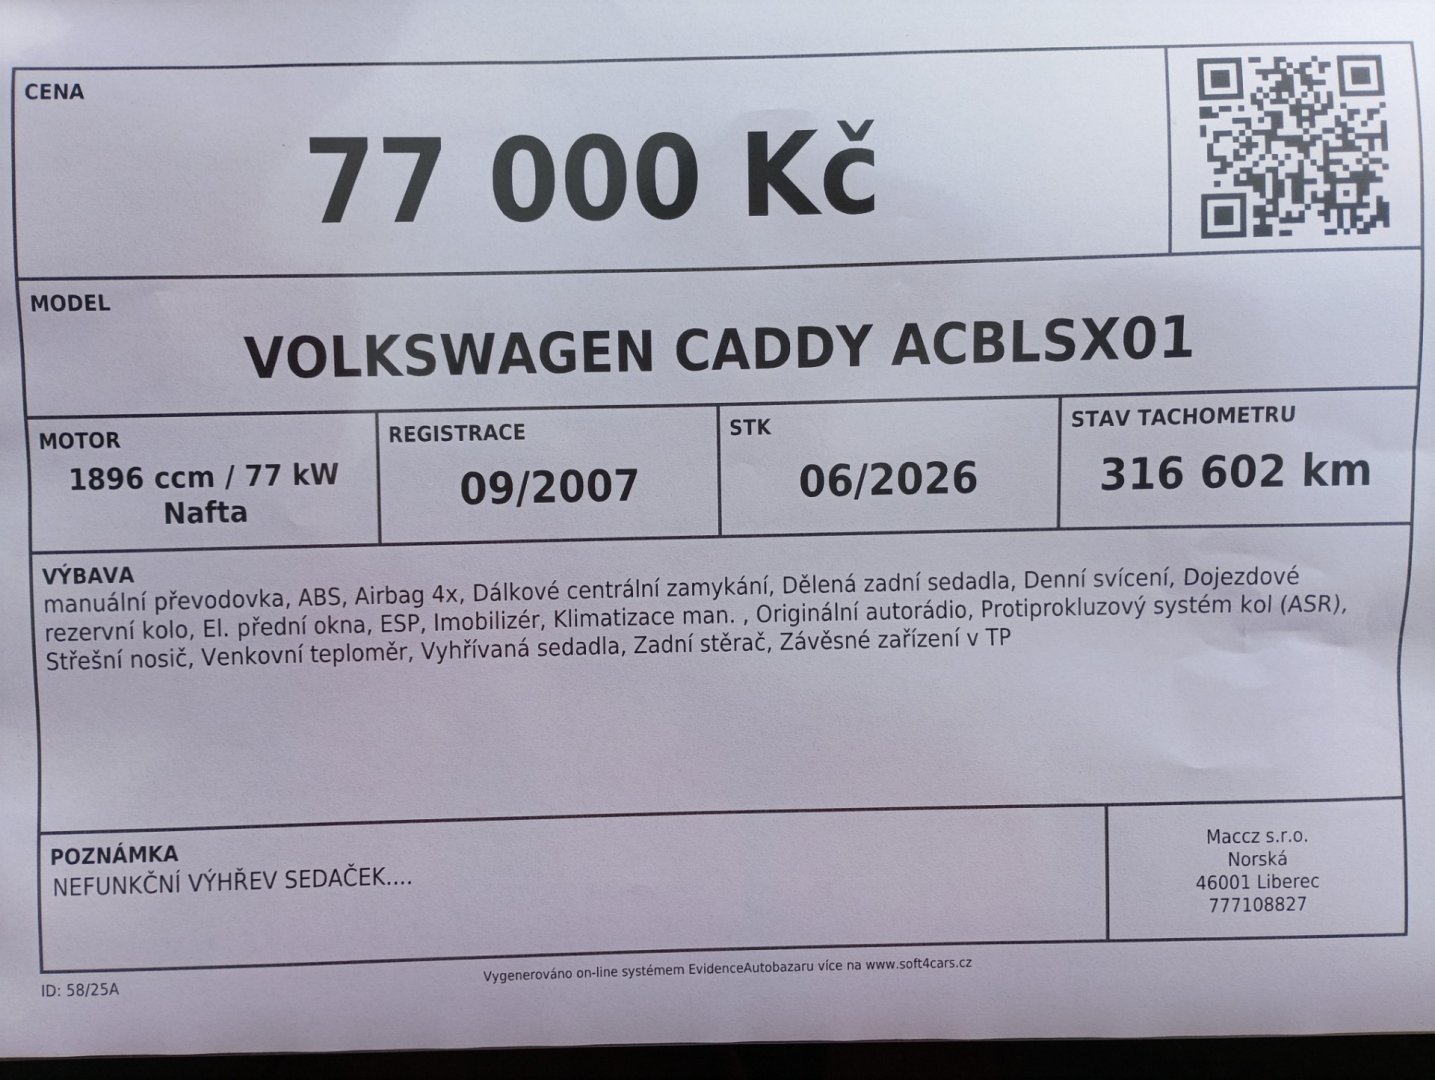 CENA
77 000 Kč
MODEL
VOLKSWAGEN CADDY ACBLSX01
MOTOR
1896 ccm / 77 kW
Nafta
REGISTRACE
09/2007
STK
06/2026
STAV TACHOMETRU
316 602 km
VÝBAVA
manuální převodovka, ABS, Airbag 4x, Dálkové centrální zamykání, Dělená zadní sedadla, Denní svícení, Dojezdové
rezervní kolo, El. přední okna, ESP, Imobilizér, Klimatizace man. , Originální autorádio, Protiprokluzový systém kol (ASR),
Střešní nosič, Venkovní teploměr, Vyhřívaná sedadla, Zadní stěrač, Závěsné zařízení v TP
POZNÁMKA
NEFUNKČNÍ VÝHŘEV SEDAČEK....
Maccz s.r.o.
Norská
46001 Liberec
777108827
Vygenerováno on-line systémem EvidenceAutobazaru více na www.soft4cars.cz
ID: 58/25A